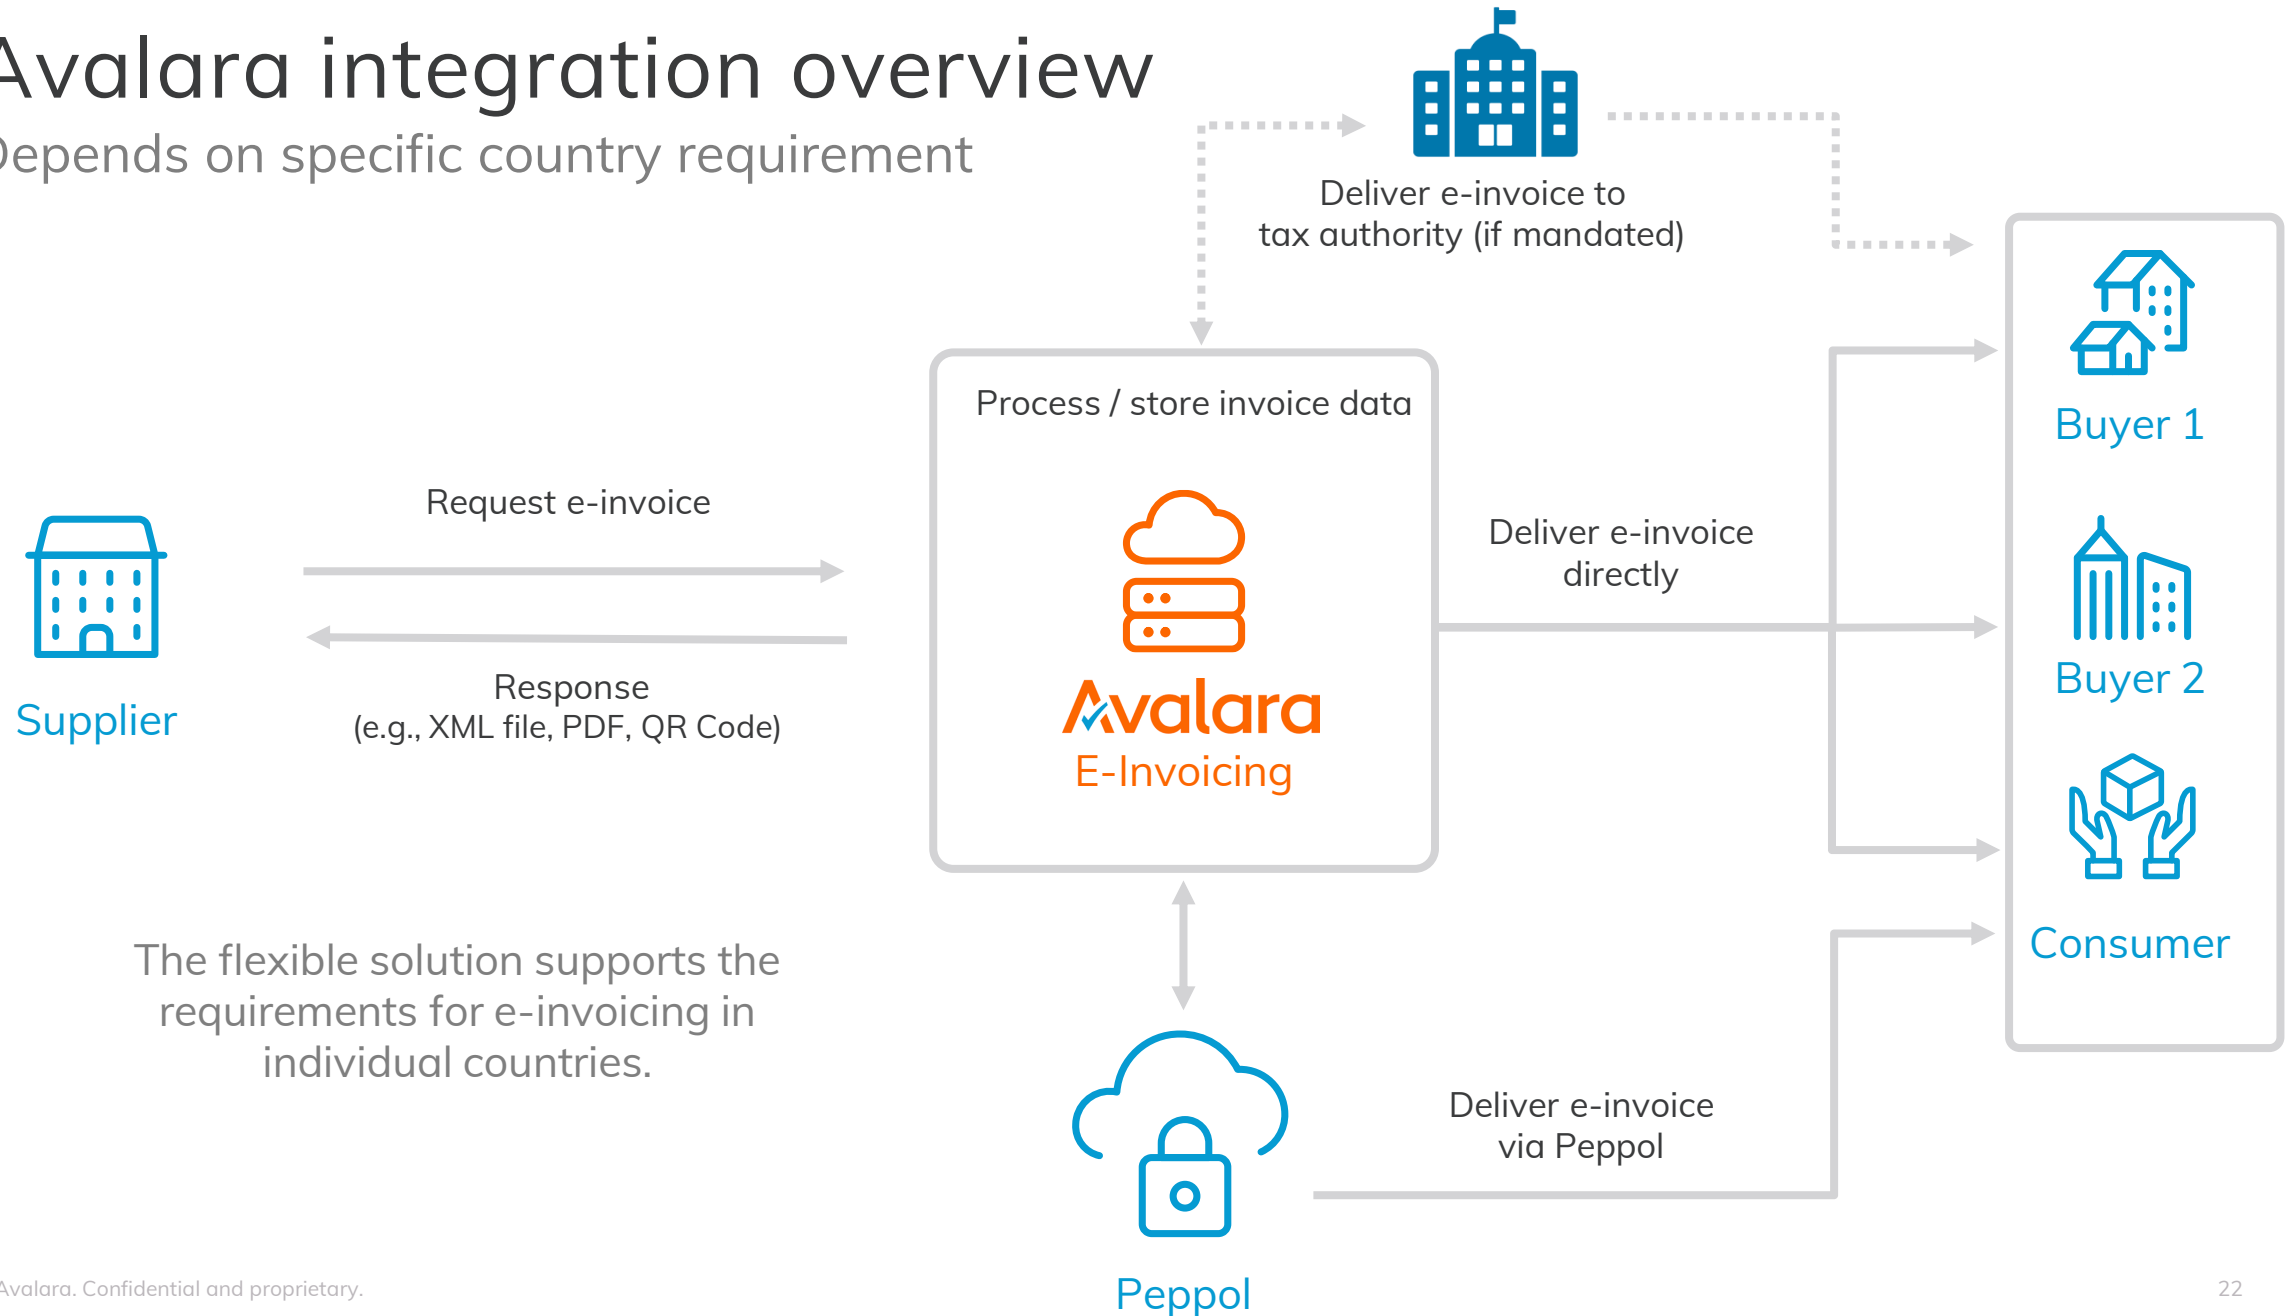 Avalara integration overview
Depends on specific country requirement
Deliver e-invoice to
tax authority (if mandated)
Process / store invoice data
Request e-invoice
Response
(e.g., XML file, PDF, QR Code)
Supplier
Avalara
E-Invoicing
Deliver e-invoice
directly
Buyer 1
Buyer 2
Consumer
The flexible solution supports the
requirements for e-invoicing in
individual countries.
Deliver e-invoice
via Peppol
Peppol
Avalara. Confidential and proprietary.
22